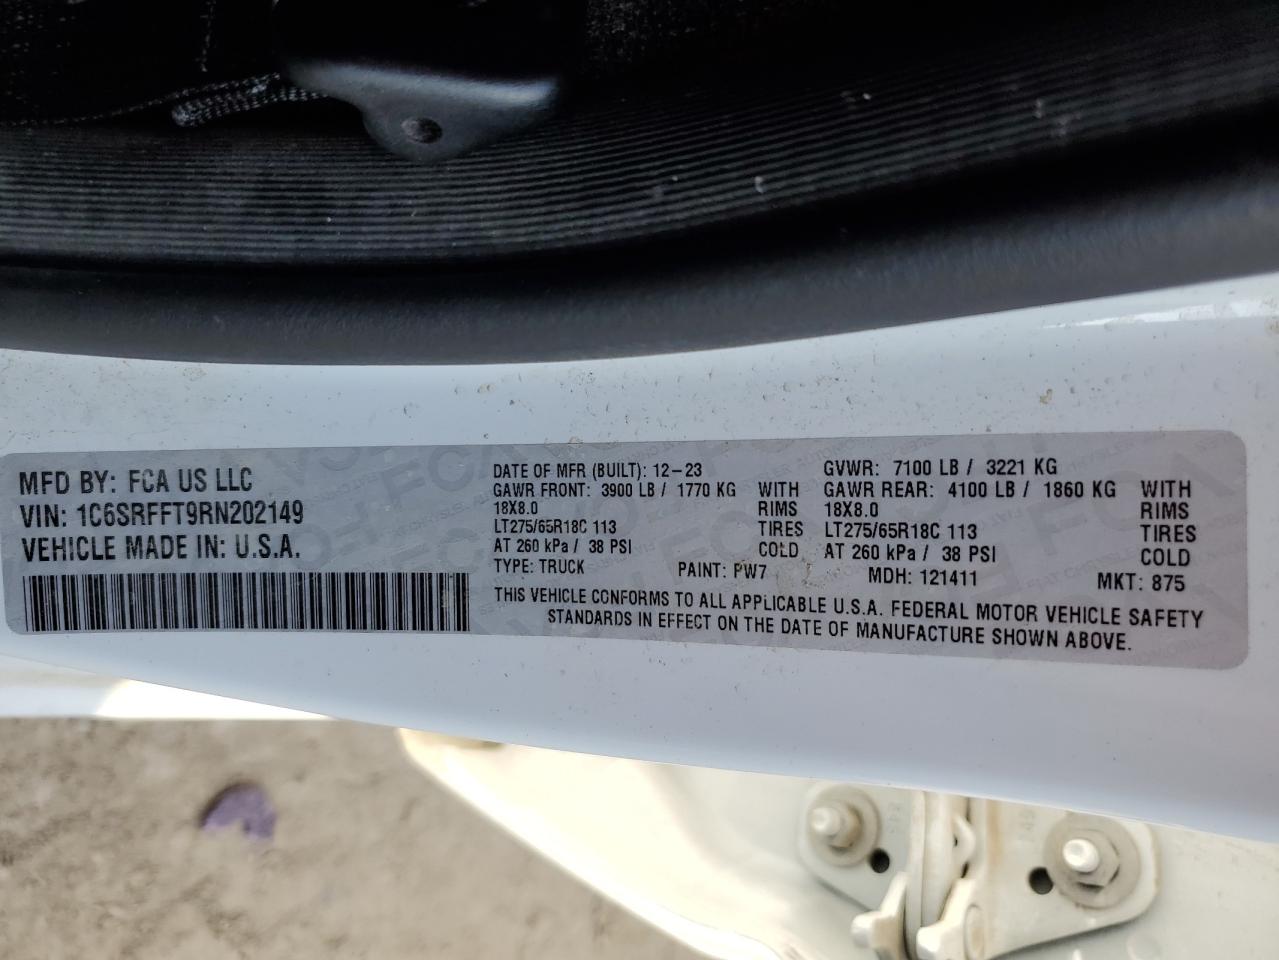 MFD BY: FCA US LLC
VIN: 1C6SRFFT9RN202149
VEHICLE MADE IN: U.S.A.
DATE OF MFR (BUILT): 12-23
GAWR FRONT: 3900 LB / 1770 KG WITH
18X8.0 RIMS
LT275/65R18C 113 TIRES
AT 260 kPa / 38 PSI COLD
TYPE: TRUCK PAINT: PW7
GVWR: 7100 LB / 3221 KG
GAWR REAR: 4100 LB / 1860 KG WITH
18X8.0 RIMS
LT275/65R18C 113 TIRES
AT 260 kPa / 38 PSI COLD
MDH: 121411 MKT: 875
THIS VEHICLE CONFORMS TO ALL APPLICABLE U.S.A. FEDERAL MOTOR VEHICLE SAFETY
STANDARDS IN EFFECT ON THE DATE OF MANUFACTURE SHOWN ABOVE.